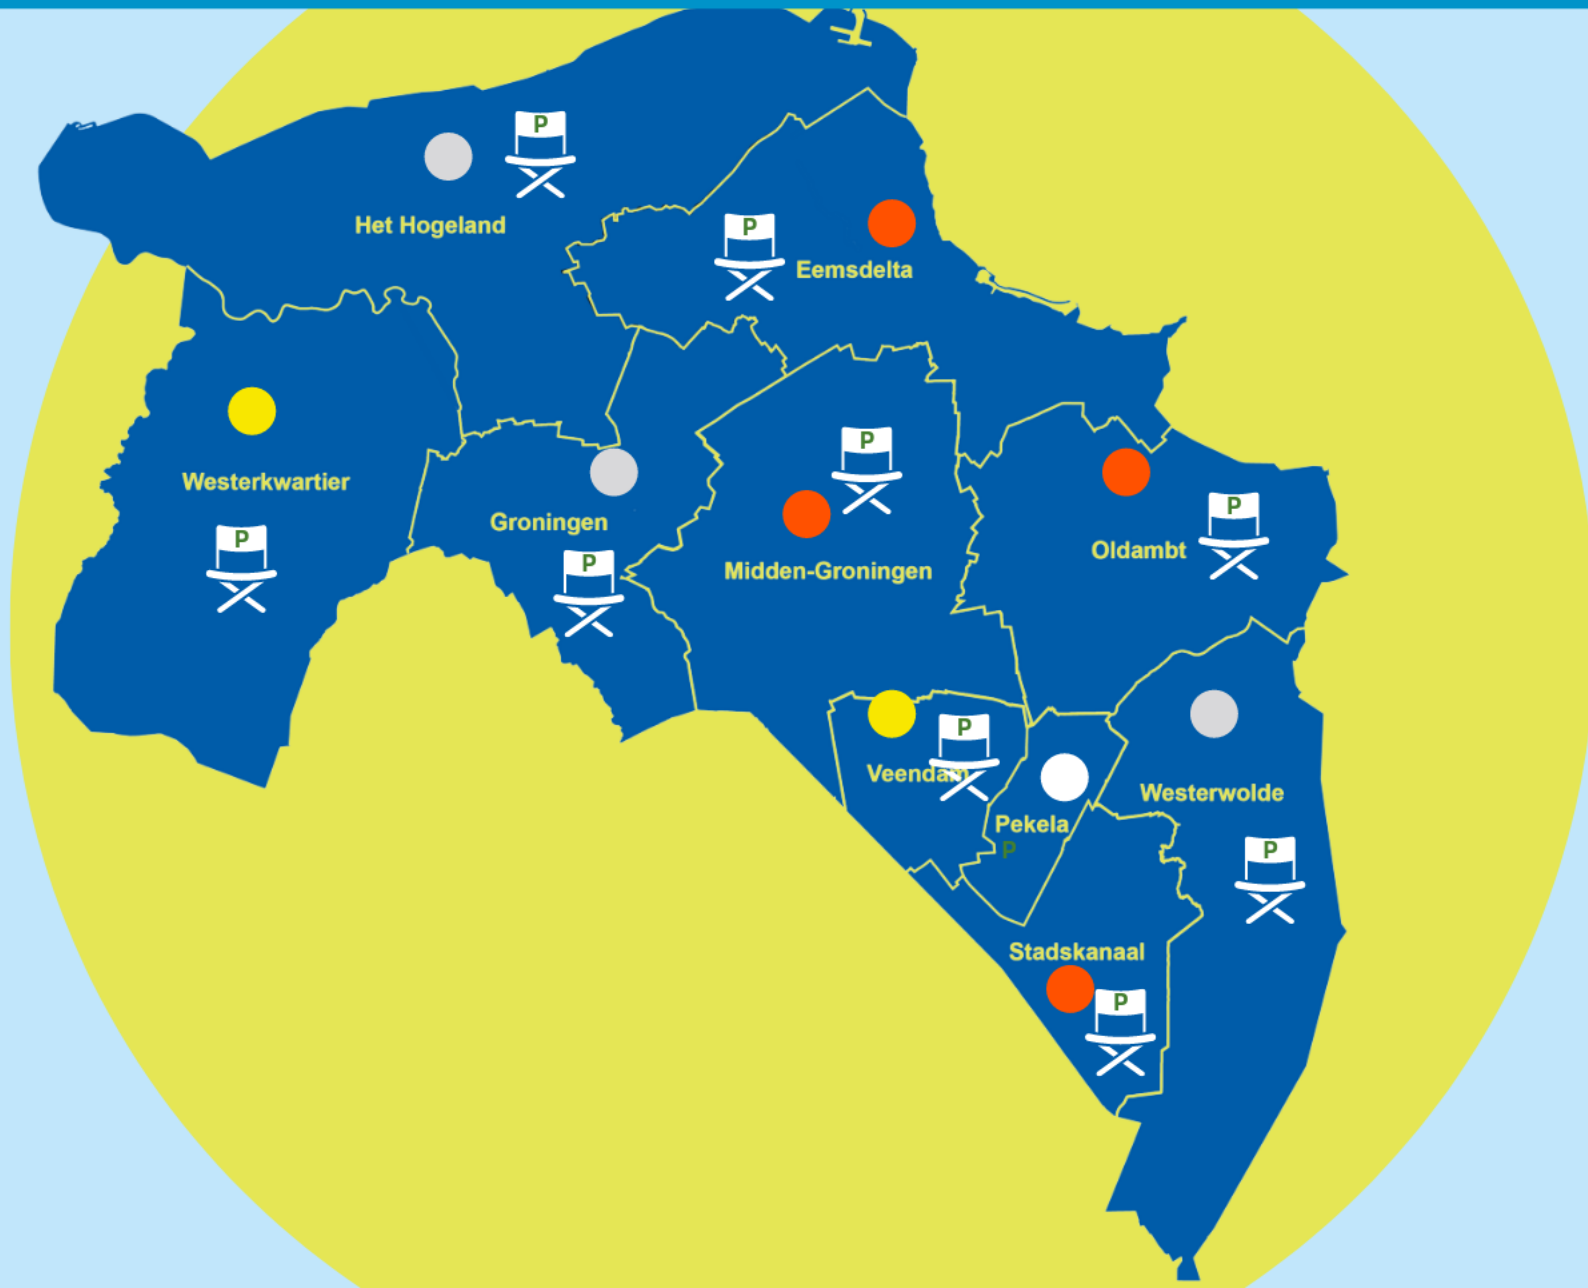 P
Het Hogeland
P
Eemsdelta
Westerkwartier
P
Groningen
P
P
Midden-Groningen
P
Oldambt
P
Veendam
Pekela
P
Westerwolde
P
Stadskanaal
P